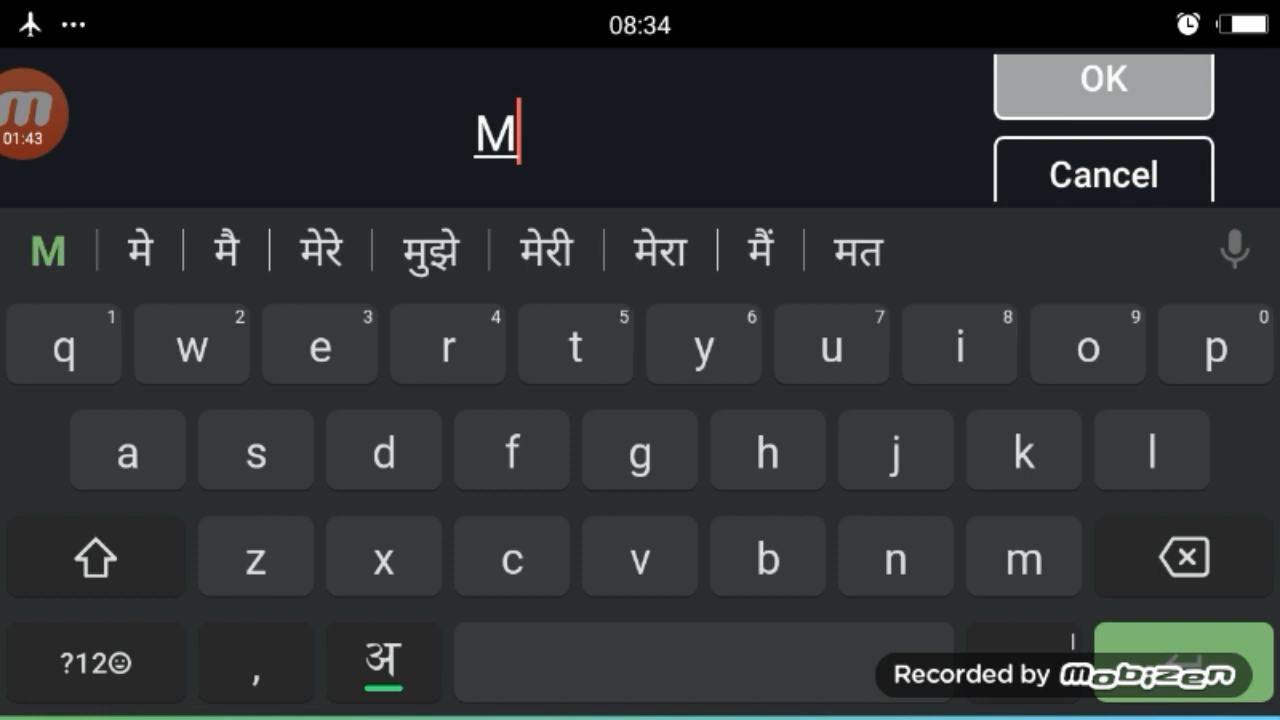 08:34
OK
m
01:43
M
Cancel
M मे मै मेरे मुझे मेरी मेरा मैं मत
1 2 3 4 5 6 7 8 9 0
q w e r t y u i o p
a s d f g h j k l
z x c v b n m
?12☺ , अ ।
Recorded by mobizen